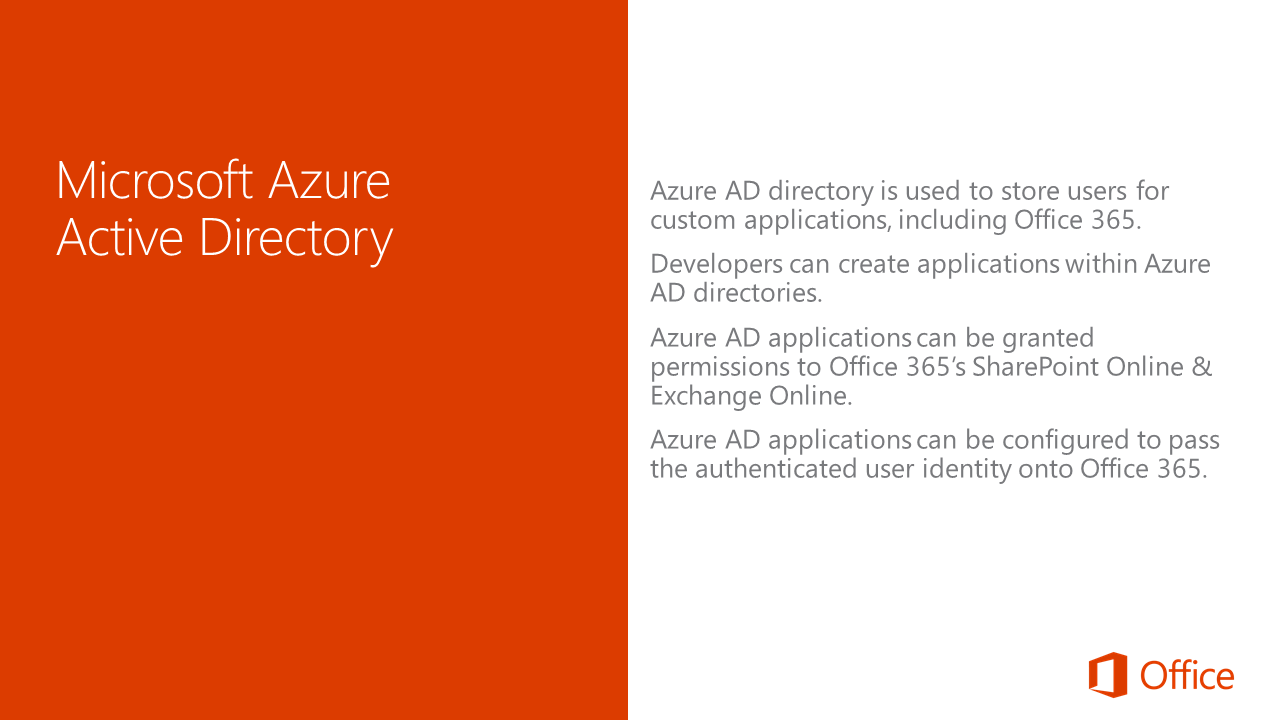 Microsoft Azure
Active Directory
Azure AD directory is used to store users for
custom applications, including Office 365.
Developers can create applications within Azure
AD directories.
Azure AD applications can be granted
permissions to Office 365’s SharePoint Online &
Exchange Online.
Azure AD applications can be configured to pass
the authenticated user identity onto Office 365.
Office